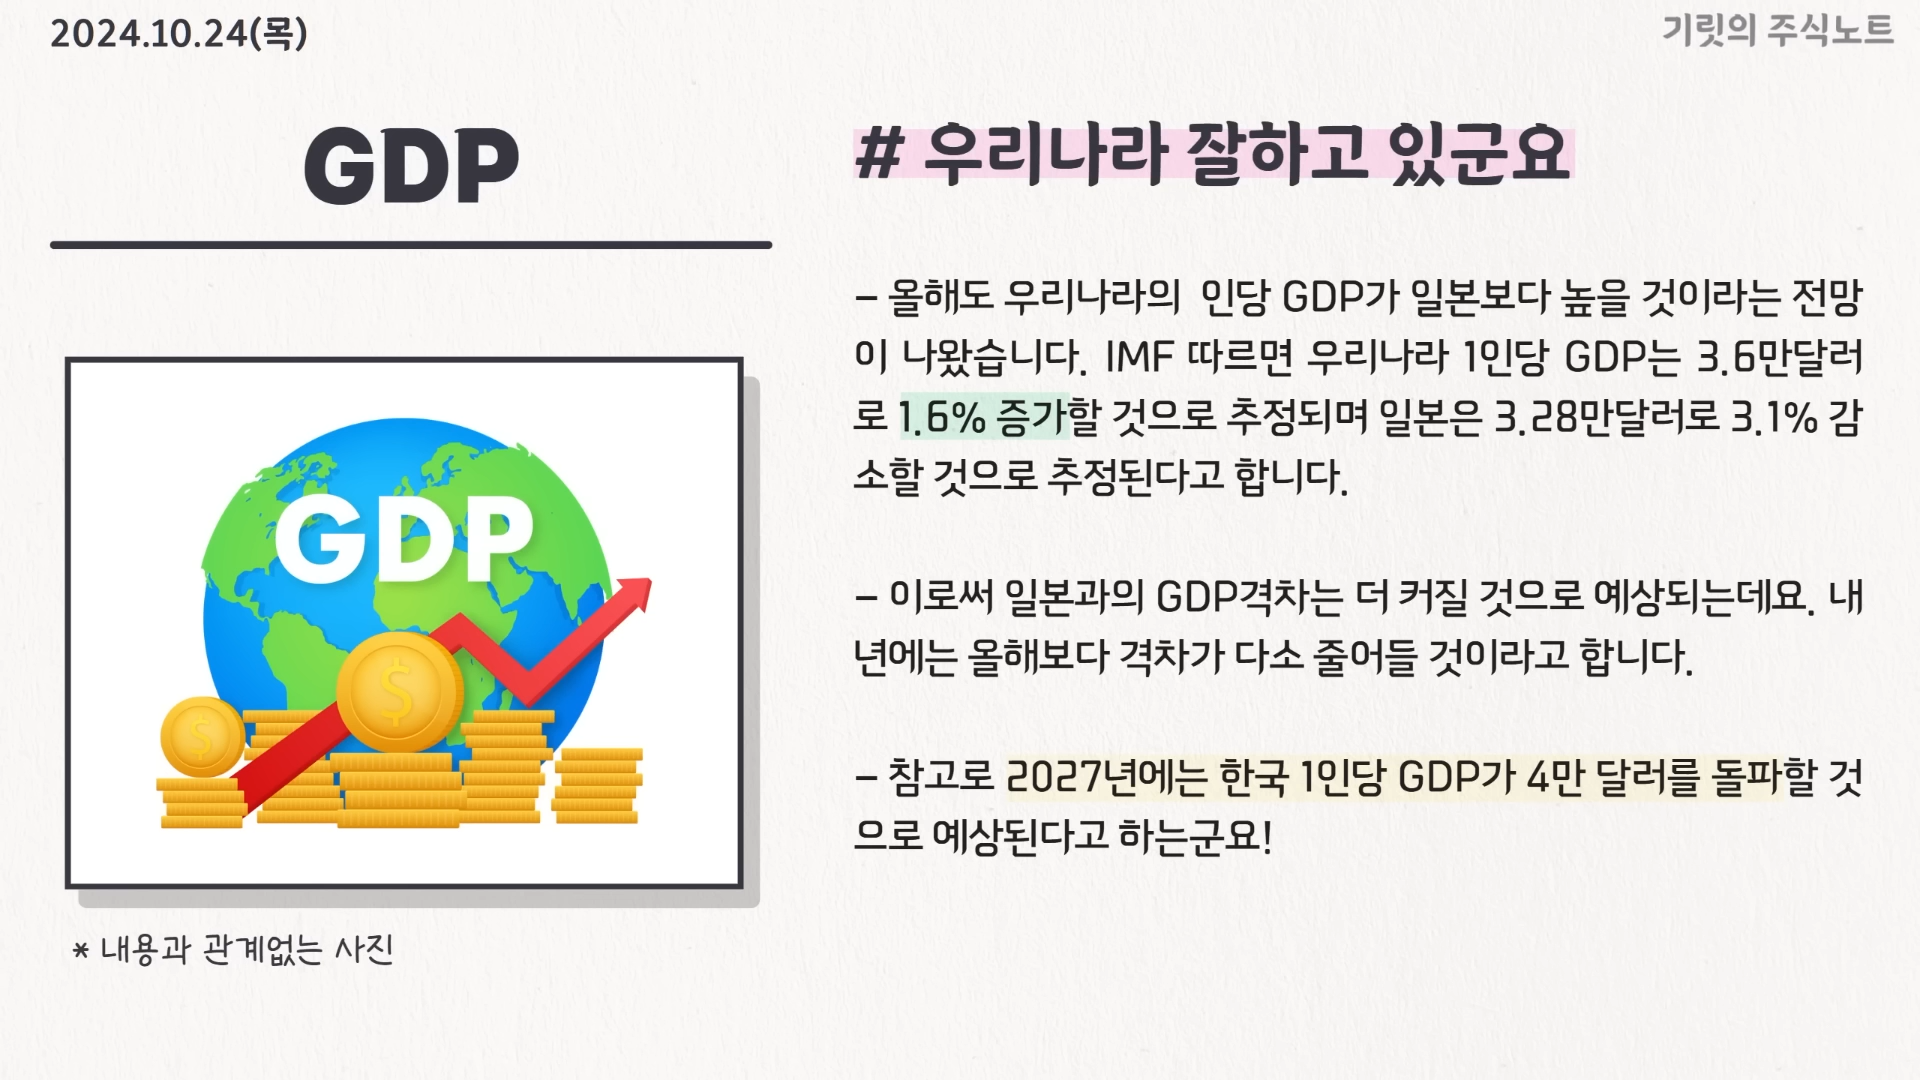 2024.10.24(목)
기릿의 주식노트
GDP
GDP
* 내용과 관계없는 사진
# 우리나라 잘하고 있군요
- 올해도 우리나라의 인당 GDP가 일본보다 높을 것이라는 전망
이 나왔습니다. IMF 따르면 우리나라 1인당 GDP는 3.6만달러
로 1.6% 증가할 것으로 추정되며 일본은 3.28만달러로 3.1% 감
소할 것으로 추정된다고 합니다.
- 이로써 일본과의 GDP격차는 더 커질 것으로 예상되는데요. 내
년에는 올해보다 격차가 다소 줄어들 것이라고 합니다.
- 참고로 2027년에는 한국 1인당 GDP가 4만 달러를 돌파할 것
으로 예상된다고 하는군요!